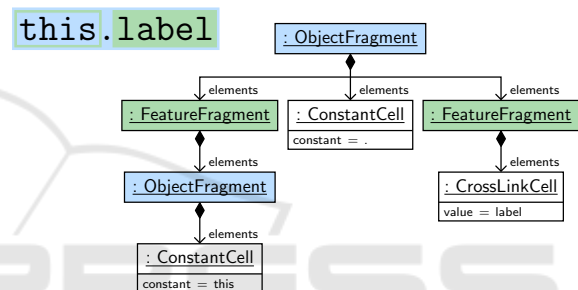 this.label
: ObjectFragment
elements elements elements
: FeatureFragment : ConstantCell : FeatureFragment
constant = .
elements elements
: ObjectFragment : CrossLinkCell
value = label
elements
: ConstantCell
constant = this